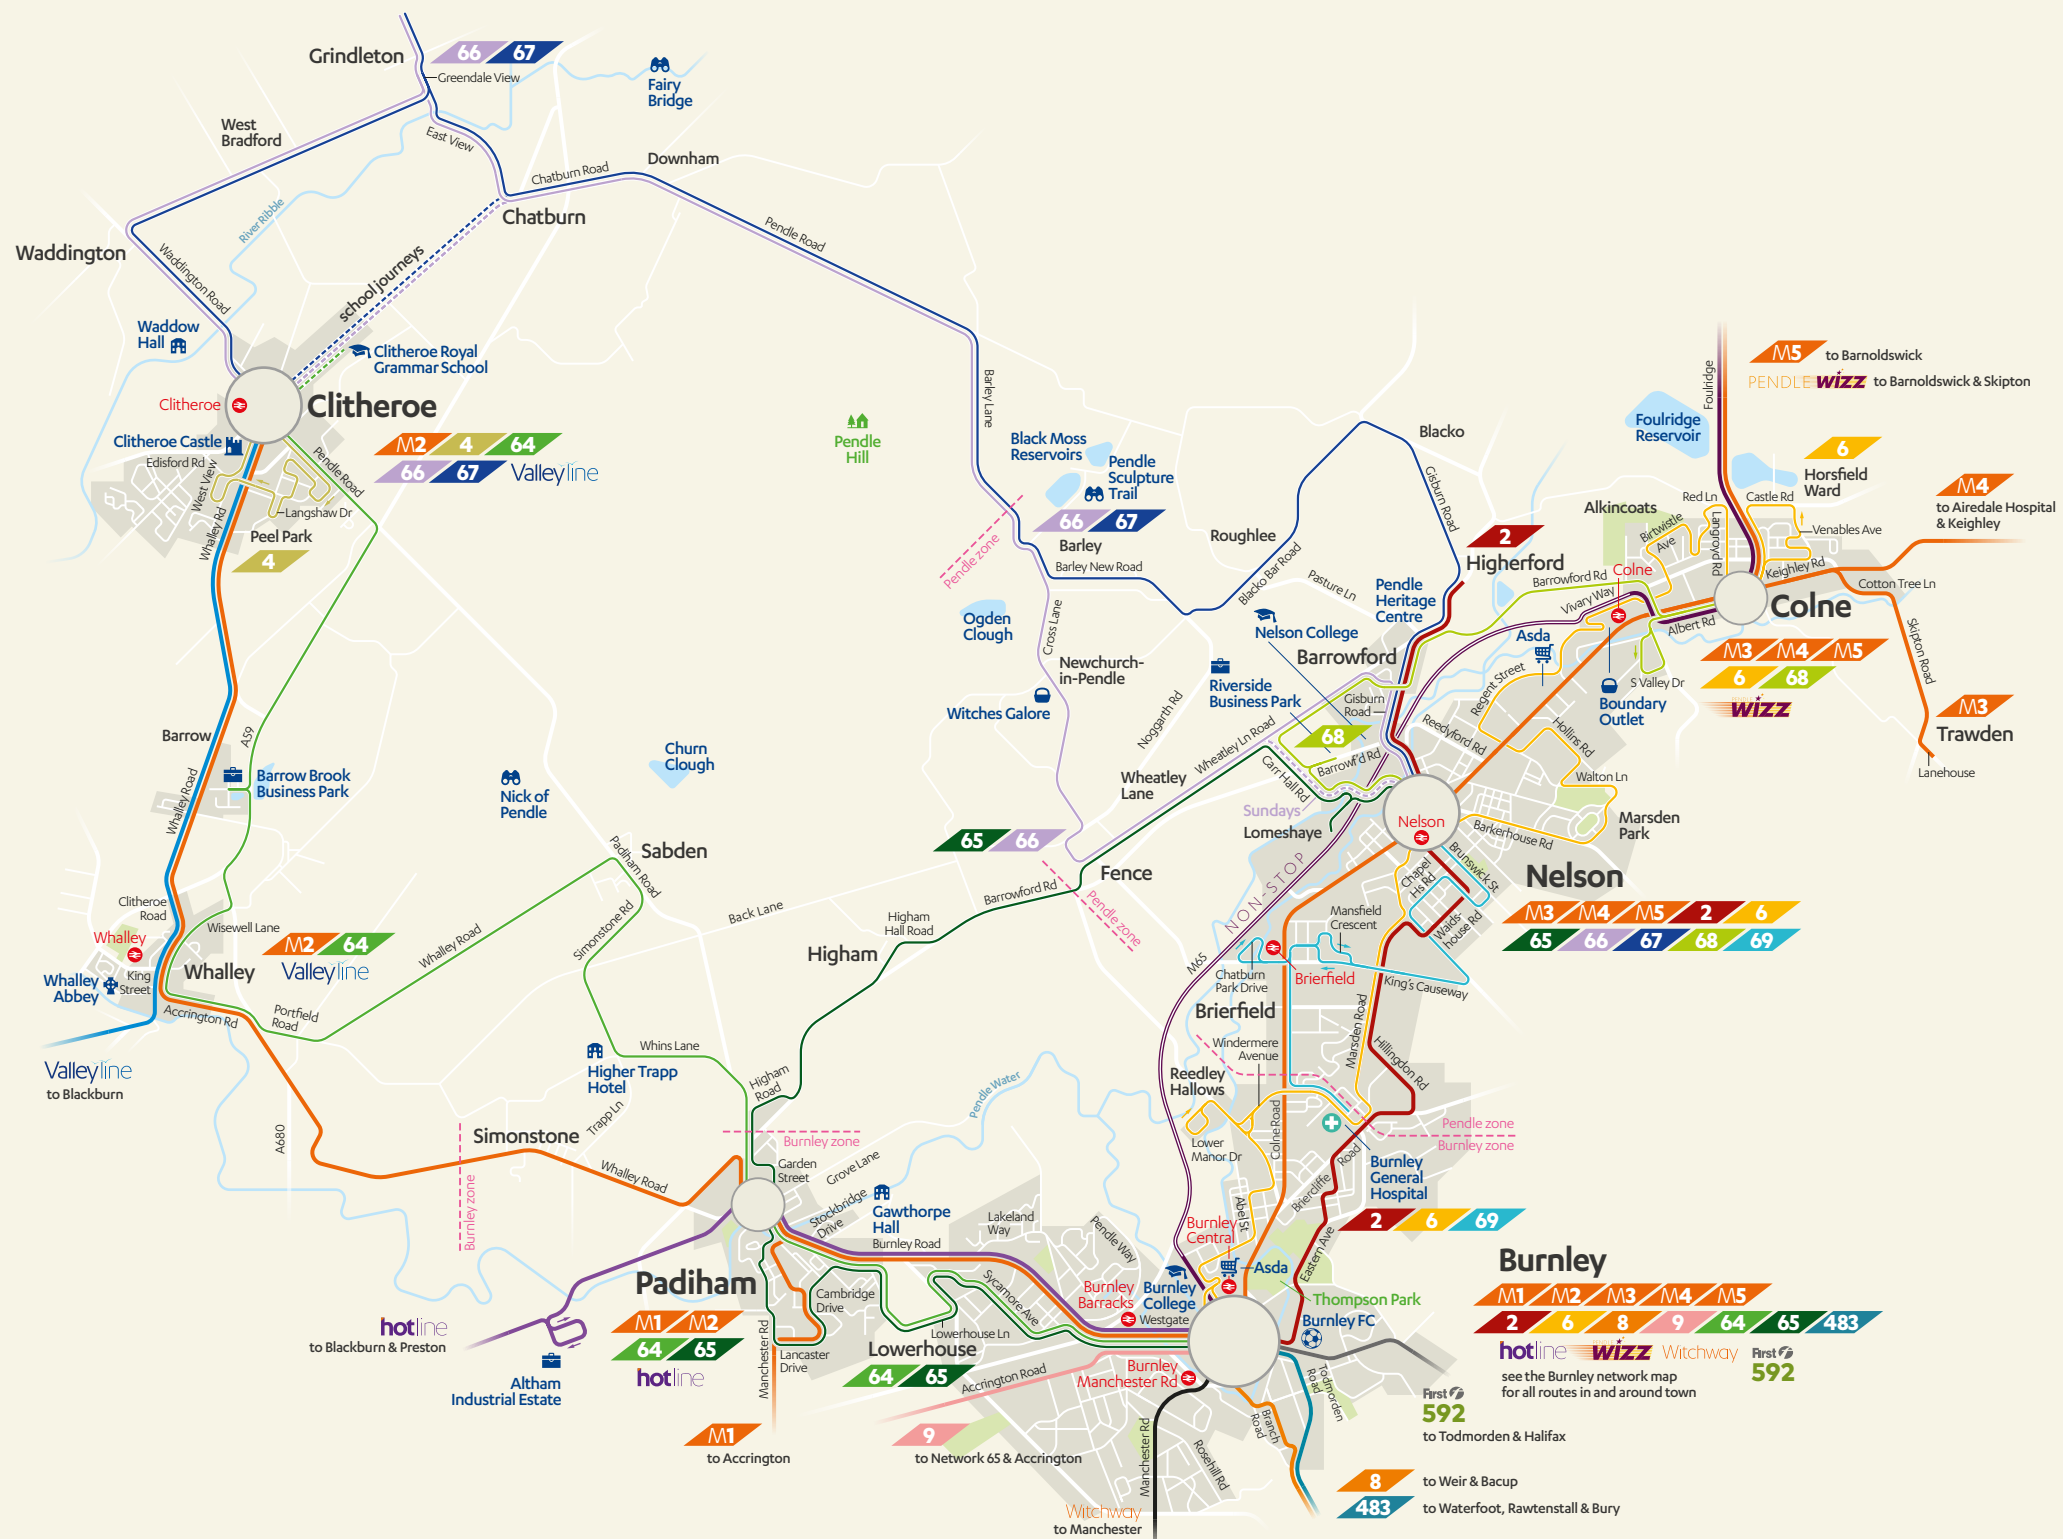 Grindleton
66 67
Greendale View
Fairy
Bridge
West
Bradford
East View
Downham
Chatburn Road
Chatburn
River Ribble
Pendle Road
Waddington
Waddington Road
school journeys
Waddow
Hall
Clitheroe Royal
Grammar School
Clitheroe
Clitheroe
Clitheroe Castle
M2 4 64
66 67 Valleyline
Edisford Rd
West View
Pendle Road
Langshaw Dr
Whalley Rd
Peel Park
4
Barley Lane
Pendle
Hill
Black Moss
Reservoirs
Pendle
Sculpture
Trail
66 67
Barley
Barley New Road
Pendle zone
Blacko
Gisburn Road
Roughlee
Blacko Bar Road
Pasture Ln
2
Higherford
Pendle
Heritage
Centre
Ogden
Clough
Cross Lane
Newchurch-
in-Pendle
Witches Galore
Noggarth Rd
Nelson College
Barrowford
Riverside
Business Park
Gisburn
Road
68
Wheatley Ln Road
Barrowf'd Rd
Carr Hall Rd
Wheatley
Lane
Sundays
Lomeshaye
Foulridge
M5 to Barnoldswick
PENDLE wizz to Barnoldswick & Skipton
Foulridge
Reservoir
6
Horsfield
Ward
M4
to Airedale Hospital
& Keighley
Alkincoats
Red Ln
Castle Rd
Birtwistle
Ave
Langroyd Rd
Venables Ave
Keighley Rd
Cotton Tree Ln
Barrowford Rd
Colne
Vivary Way
Colne
Albert Rd
Asda
M3 M4 M5
6 68
PENDLE wizz
S Valley Dr
Boundary
Outlet
Skipton Road
M3
Trawden
Lanehouse
Regent Street
Reedyford Rd
Hollins Rd
Walton Ln
Marsden
Park
Barkerhouse Rd
Nelson
Nelson
M3 M4 M5 2 6
65 66 67 68 69
Brunswick St
Chapel
Hs Rd
Walds-
house Rd
Barrow
A59
Barrow Brook
Business Park
Whalley Road
Churn
Clough
Nick of
Pendle
Sabden
Padiham Road
65 66
Fence
Barrowford Rd
Pendle zone
Back Lane
Higham
Hall Road
Higham
Simonstone Rd
Whalley Road
Clitheroe
Road
Wisewell Lane
M2 64
Valleyline
Whalley
Whalley
King
Street
Whalley
Abbey
Accrington Rd
Portfield
Road
Valleyline
to Blackburn
Whins Lane
Higher Trapp
Hotel
Trapp Ln
Higham
Road
Pendle Water
NON-STOP
M65
Mansfield
Crescent
Chatburn
Park Drive
Brierfield
Brierfield
King's Causeway
Marsden Road
Hillingdon Rd
Windermere
Avenue
Reedley
Hallows
Lower
Manor Dr
Colne Road
Pendle zone
Burnley zone
Burnley
General
Hospital
Briercliffe
Road
2 6 69
A680
Simonstone
Burnley zone
Whalley Road
Burnley zone
Garden
Street
Grove Lane
Stockbridge
Drive
Gawthorpe
Hall
Burnley Road
Lakeland
Way
Pendle Way
Abel St
Burnley
Central
Asda
Eastern Ave
Thompson Park
Burnley
College
Burnley
Barracks
Westgate
Burnley FC
Padiham
M1 M2
64 65
hotline
Cambridge
Drive
Sycamore Ave
Lowerhouse Ln
Lowerhouse
64 65
Manchester Rd
Lancaster
Drive
hotline
to Blackburn & Preston
Altham
Industrial Estate
Accrington Road
Burnley
Manchester Rd
M1
to Accrington
9
to Network 65 & Accrington
Manchester Rd
Rosehill Rd
Branch
Road
Todmorden
Road
Witchway
to Manchester
Burnley
M1 M2 M3 M4 M5
2 6 8 9 64 65 483
hotline PENDLE wizz Witchway First 592
see the Burnley network map
for all routes in and around town
First
592
to Todmorden & Halifax
8 to Weir & Bacup
483 to Waterfoot, Rawtenstall & Bury